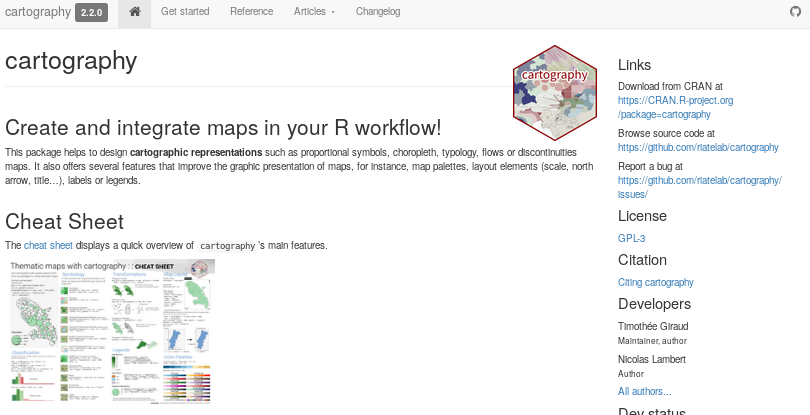 cartography 2.2.0 Get started Reference Articles Changelog
cartography
cartography
Create and integrate maps in your R workflow!
This package helps to design cartographic representations such as proportional symbols, choropleth, typology, flows or discontinuities
maps. It also offers several features that improve the graphic presentation of maps, for instance, map palettes, layout elements (scale, north
arrow, title...), labels or legends.
Cheat Sheet
The cheat sheet displays a quick overview of cartography 's main features.
Thematic maps with cartography : : CHEAT SHEET
Symbology
Transformations
Map Layout
Classification
Legends
Color Palettes
Links
Download from CRAN at
https://CRAN.R-project.org
/package=cartography
Browse source code at
https://github.com/riatelab/cartography
Report a bug at
https://github.com/riatelab/cartography/
issues/
License
GPL-3
Citation
Citing cartography
Developers
Timothée Giraud
Maintainer, author
Nicolas Lambert
Author
All authors...
Dev status